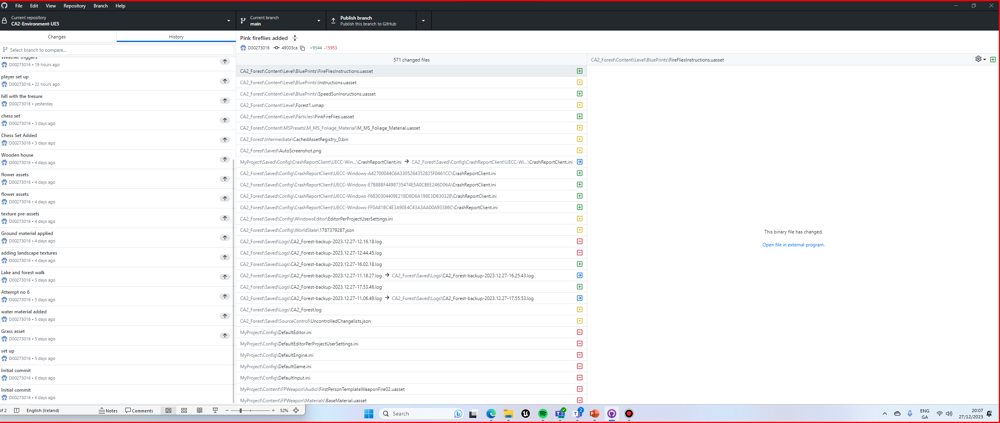 File Edit View Repository Branch Help
Current repository
CA2-Environment-UE5
Current branch
main
Publish branch
Publish this branch to GitHub
Changes
History
Select branch to compare...
Weather triggers
D00273016 • 19 hours ago
player set up
D00273016 • 22 hours ago
hill with the tresure
D00273016 • yesterday
chess set
D00273016 • 3 days ago
Chess Set Added
D00273016 • 3 days ago
Wooden house
D00273016 • 4 days ago
flower assets
D00273016 • 4 days ago
flower assets
D00273016 • 4 days ago
texture pre-assets
D00273016 • 4 days ago
Ground material applied
D00273016 • 4 days ago
adding landscape textures
D00273016 • 4 days ago
Lake and forest walk
D00273016 • 5 days ago
Attempt no 6
D00273016 • 5 days ago
water material added
D00273016 • 5 days ago
Grass asset
D00273016 • 5 days ago
set up
D00273016 • 5 days ago
Initial commit
D00273016 • 6 days ago
Initial commit
D00273016 • 6 days ago
Pink fireflies added
D00273016 49003ca +9544 -15953
571 changed files
CA2_Forest\Content\Level\BluePrints\FireFliesInstructions.uasset
CA2_Forest\Content\Level\BluePrints\Instructions.uasset
CA2_Forest\Content\Level\BluePrints\SpeedSunInsructions.uasset
CA2_Forest\Content\Level\Forest1.umap
CA2_Forest\Content\Level\Particles\PinkFireFlies.uasset
CA2_Forest\Content\MSPresets\M_MS_Foliage_Material\M_MS_Foliage_Material.uasset
CA2_Forest\Intermediate\CachedAssetRegistry_0.bin
CA2_Forest\Saved\AutoScreenshot.png
MyProject\Saved\Config\CrashReportClient\UECC-Win...\CrashReportClient.ini → CA2_Forest\Saved\Config\CrashReportClient\UECC-Wi...\CrashReportClient.ini
CA2_Forest\Saved\Config\CrashReportClient\UECC-Windows-A42700044C6A3305264352835F0461CC\CrashReportClient.ini
CA2_Forest\Saved\Config\CrashReportClient\UECC-Windows-E7B88BF4498735474E5A0CBEE246D06A\CrashReportClient.ini
CA2_Forest\Saved\Config\CrashReportClient\UECC-Windows-F6830304409E218D6D6A198E3DB30328\CrashReportClient.ini
CA2_Forest\Saved\Config\CrashReportClient\UECC-Windows-FF0A81BC4E3A90E4C43A3AA00A93386C\CrashReportClient.ini
CA2_Forest\Saved\Config\WindowsEditor\EditorPerProjectUserSettings.ini
CA2_Forest\Saved\Config\WorldState\1787379287.json
CA2_Forest\Saved\Logs\CA2_Forest-backup-2023.12.27-12.16.18.log
CA2_Forest\Saved\Logs\CA2_Forest-backup-2023.12.27-12.44.45.log
CA2_Forest\Saved\Logs\CA2_Forest-backup-2023.12.27-16.02.18.log
CA2_Forest\Saved\Logs\CA2_Forest-backup-2023.12.27-11.18.27.log → CA2_Forest\Saved\Logs\CA2_Forest-backup-2023.12.27-16.25.43.log
CA2_Forest\Saved\Logs\CA2_Forest-backup-2023.12.27-17.53.46.log
CA2_Forest\Saved\Logs\CA2_Forest-backup-2023.12.27-11.06.49.log → CA2_Forest\Saved\Logs\CA2_Forest-backup-2023.12.27-17.55.53.log
CA2_Forest\Saved\Logs\CA2_Forest.log
CA2_Forest\Saved\SourceControl\UncontrolledChangelists.json
MyProject\Config\DefaultEditor.ini
MyProject\Config\DefaultEditorPerProjectUserSettings.ini
MyProject\Config\DefaultEngine.ini
MyProject\Config\DefaultGame.ini
MyProject\Config\DefaultInput.ini
MyProject\Content\FPWeapon\Audio\FirstPersonTemplateWeaponFire02.uasset
MyProject\Content\FPWeapon\Materials\BaseMaterial.uasset
CA2_Forest\Content\Level\BluePrints\FireFliesInstructions.uasset
This binary file has changed.
Open file in external program.
of 2 English (Ireland) Notes Comments 52%
Search
NEW
2
ENG
GA
20:07
27/12/2023